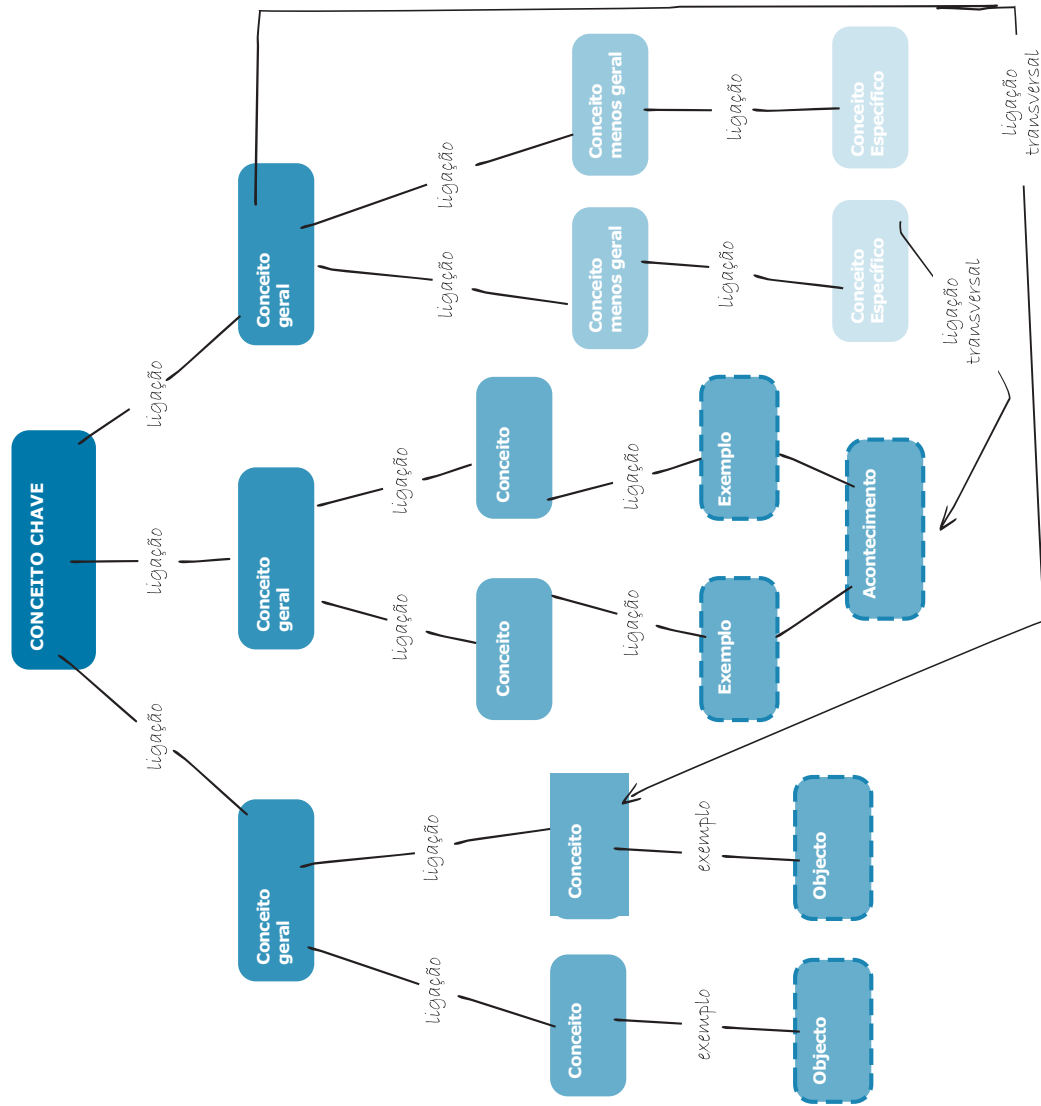 CONCEITO CHAVE
ligação
ligação
ligação
Conceito
geral
Conceito
geral
Conceito
geral
ligação
ligação
ligação
ligação
ligação
ligação
Conceito
Conceito
Conceito
Conceito
Conceito
menos geral
Conceito
menos geral
exemplo
exemplo
ligação
ligação
ligação
ligação
Objecto
Objecto
Exemplo
Exemplo
Acontecimento
Conceito
Específico
Conceito
Específico
ligação
transversal
ligação
transversal